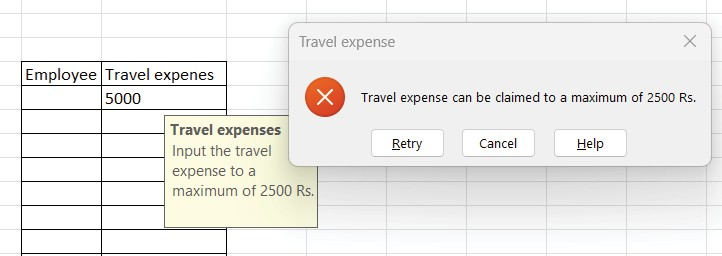 Travel expense
Employee Travel expenes
5000
Travel expense can be claimed to a maximum of 2500 Rs.
Retry Cancel Help
Travel expenses
Input the travel
expense to a
maximum of 2500 Rs.